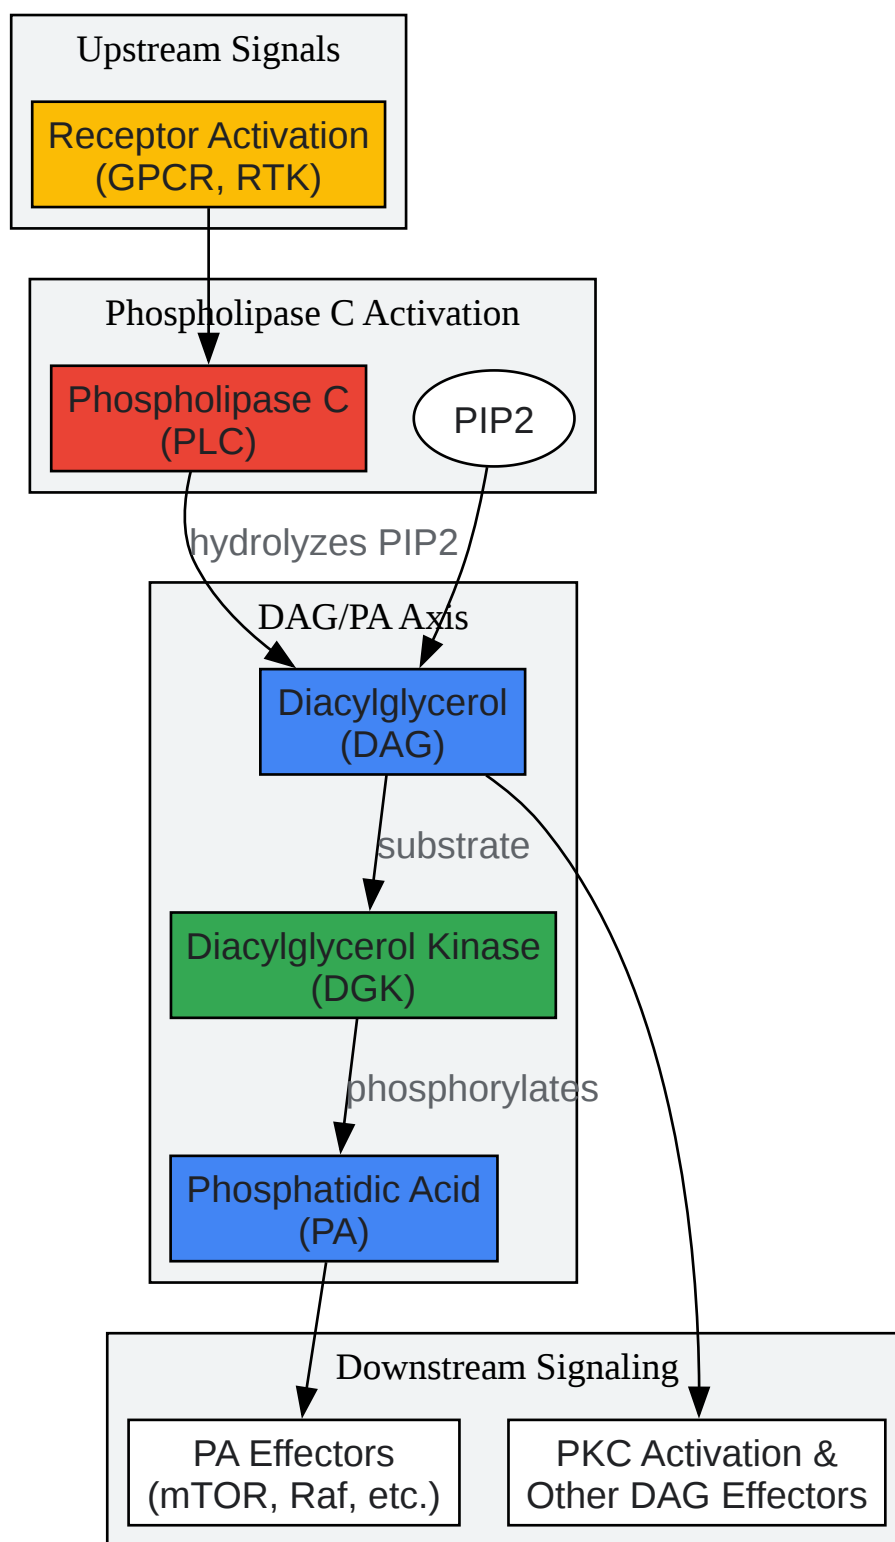 Upstream Signals
Receptor Activation
(GPCR, RTK)
Phospholipase C Activation
Phospholipase C
(PLC)
PIP2
hydrolyzes PIP2
DAG/PA Axis
Diacylglycerol
(DAG)
substrate
Diacylglycerol Kinase
(DGK)
phosphorylates
Phosphatidic Acid
(PA)
Downstream Signaling
PA Effectors
(mTOR, Raf, etc.)
PKC Activation &
Other DAG Effectors